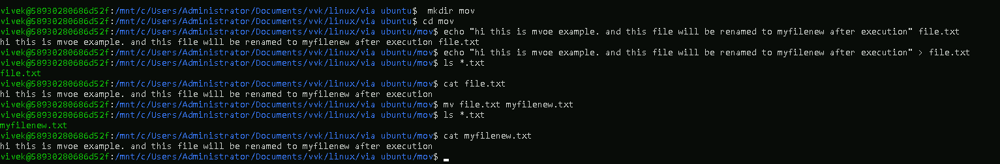 vivek@58930280686d52f:/mnt/c/Users/Administrator/Documents/vvk/linux/via ubuntu$  mkdir mov
vivek@58930280686d52f:/mnt/c/Users/Administrator/Documents/vvk/linux/via ubuntu$ cd mov
vivek@58930280686d52f:/mnt/c/Users/Administrator/Documents/vvk/linux/via ubuntu/mov$ echo "hi this is mvoe example. and this file will be renamed to myfilenew after execution" file.txt
hi this is mvoe example. and this file will be renamed to myfilenew after execution file.txt
vivek@58930280686d52f:/mnt/c/Users/Administrator/Documents/vvk/linux/via ubuntu/mov$ echo "hi this is mvoe example. and this file will be renamed to myfilenew after execution" > file.txt
vivek@58930280686d52f:/mnt/c/Users/Administrator/Documents/vvk/linux/via ubuntu/mov$ ls *.txt
file.txt
vivek@58930280686d52f:/mnt/c/Users/Administrator/Documents/vvk/linux/via ubuntu/mov$ cat file.txt
hi this is mvoe example. and this file will be renamed to myfilenew after execution
vivek@58930280686d52f:/mnt/c/Users/Administrator/Documents/vvk/linux/via ubuntu/mov$ mv file.txt myfilenew.txt
vivek@58930280686d52f:/mnt/c/Users/Administrator/Documents/vvk/linux/via ubuntu/mov$ ls *.txt
myfilenew.txt
vivek@58930280686d52f:/mnt/c/Users/Administrator/Documents/vvk/linux/via ubuntu/mov$ cat myfilenew.txt
hi this is mvoe example. and this file will be renamed to myfilenew after execution
vivek@58930280686d52f:/mnt/c/Users/Administrator/Documents/vvk/linux/via ubuntu/mov$